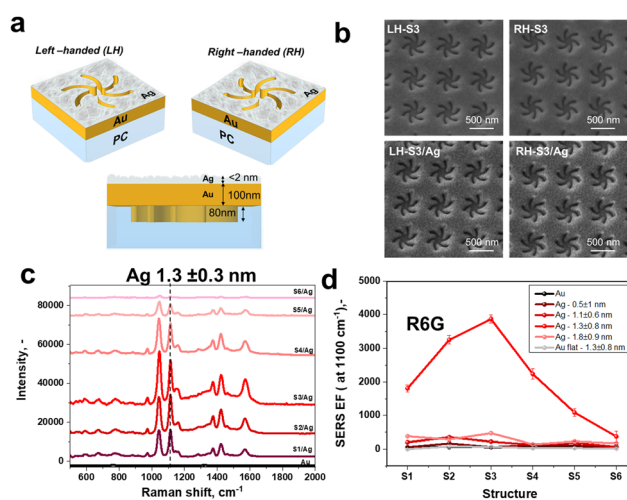 a
Left –handed (LH)
Right –handed (RH)
Ag
Ag
Au
Au
PC
PC
Ag
<2 nm
Au
100nm
80nm
b
LH-S3
RH-S3
500 nm
500 nm
LH-S3/Ag
RH-S3/Ag
500 nm
500 nm
c
Ag 1.3 ±0.3 nm
Intensity, -
80000
60000
40000
20000
0
S6/Ag
S5/Ag
S4/Ag
S3/Ag
S2/Ag
S1/Ag
Au
600 800 1000 1200 1400 1600 1800 2000
Raman shift, cm-1
d
R6G
SERS EF ( at 1100 cm-1),-
5000
4000
3000
2000
1000
0
Au
Ag - 0.5±1 nm
Ag - 1.1±0.6 nm
Ag - 1.3±0.8 nm
Ag - 1.8±0.9 nm
Au flat - 1.3±0.8 nm
S1 S2 S3 S4 S5 S6
Structure